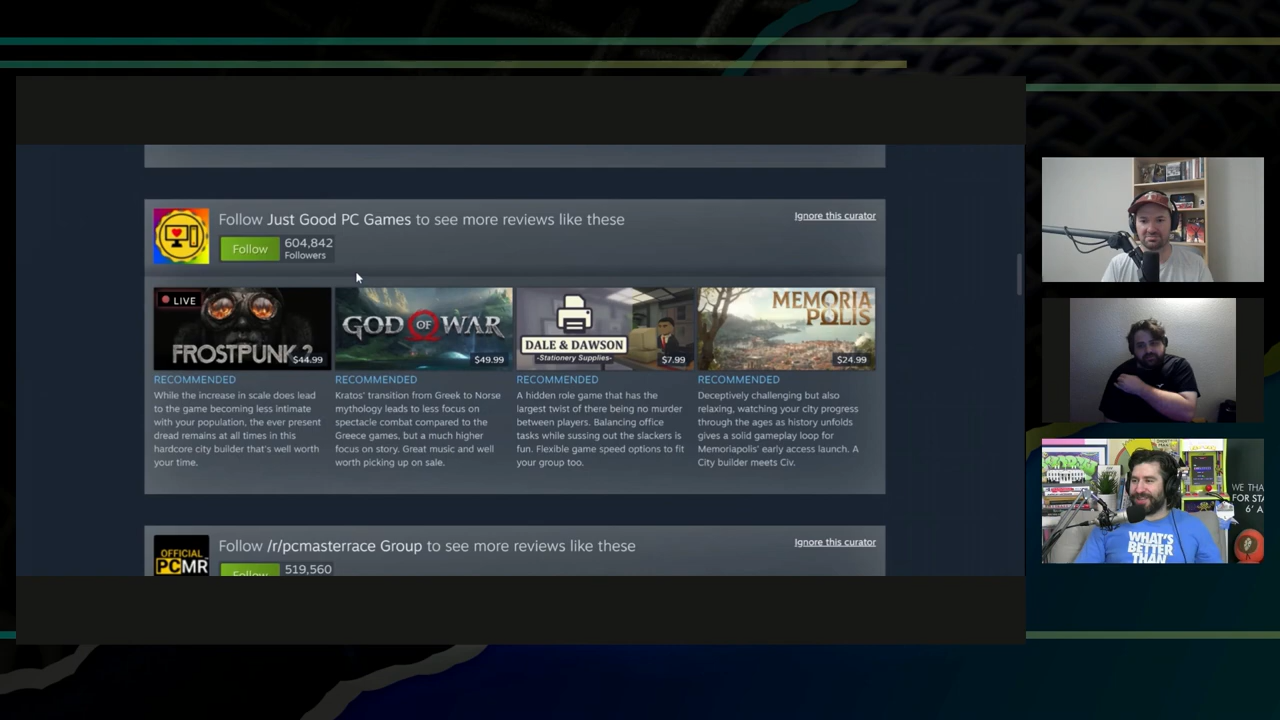 Follow Just Good PC Games to see more reviews like these
Ignore this curator
Follow
604,842
Followers
LIVE
FROSTPUNK 2
$44.99
GOD OF WAR
$49.99
DALE & DAWSON
-Stationery Supplies-
$7.99
MEMORIA
POLIS
$24.99
RECOMMENDED
While the increase in scale does lead
to the game becoming less intimate
with your population, the ever present
dread remains at all times in this
hardcore city builder that's well worth
your time.
RECOMMENDED
Kratos' transition from Greek to Norse
mythology leads to less focus on
spectacle combat compared to the
Greece games, but a much higher
focus on story. Great music and well
worth picking up on sale.
RECOMMENDED
A hidden role game that has the
largest twist of there being no murder
between players. Balancing office
tasks while sussing out the slackers is
fun. Flexible game speed options to fit
your group too.
RECOMMENDED
Deceptively challenging but also
relaxing, watching your city progress
through the ages as history unfolds
gives a solid gameplay loop for
Memoriapolis' early access launch. A
City builder meets Civ.
OFFICIAL
PCMR
Follow /r/pcmasterrace Group to see more reviews like these
Ignore this curator
Follow
519,560
WHAT'S
BETTER
THAN
WE THA
FOR STA
6' A